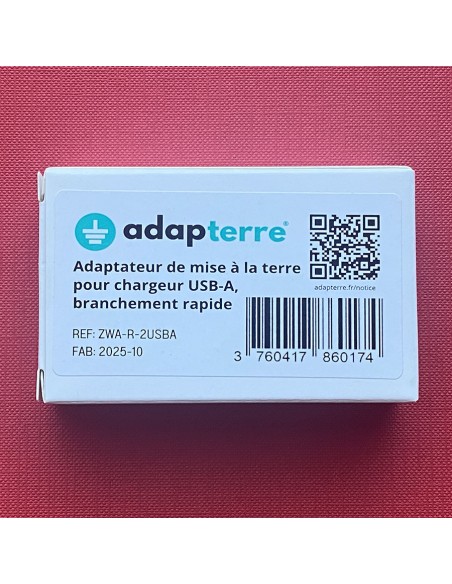 adapterre®
Adaptateur de mise à la terre
pour chargeur USB-A,
branchement rapide
adapterre.fr/notice
REF: ZWA-R-2USBA
FAB: 2025-10
3 760417 860174